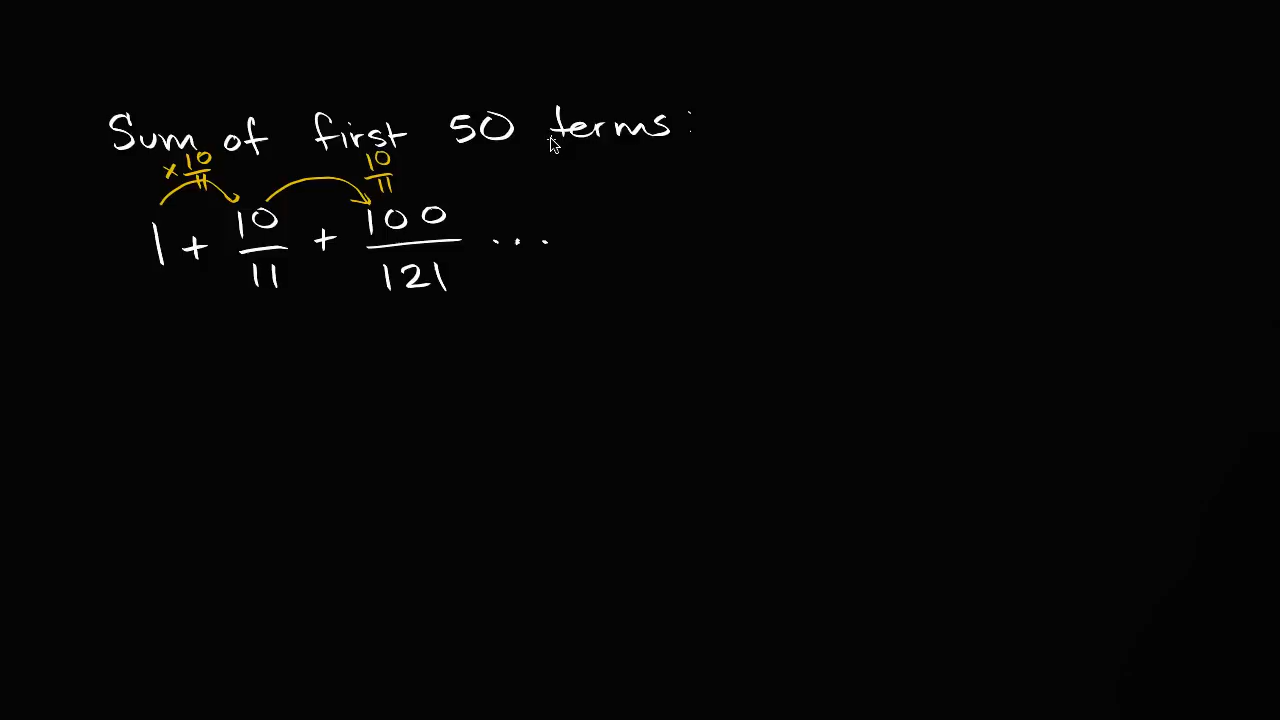 Sum of first 50 terms:
× 10/11 10/11
1 + 10/11 + 100/121 ...